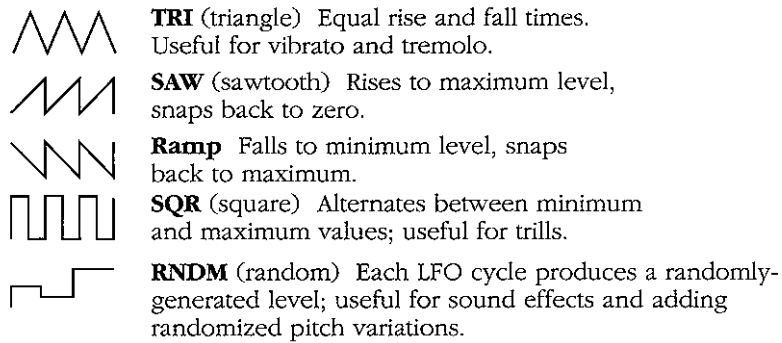 TRI (triangle) Equal rise and fall times.
Useful for vibrato and tremolo.
SAW (sawtooth) Rises to maximum level,
snaps back to zero.
Ramp Falls to minimum level, snaps
back to maximum.
SQR (square) Alternates between minimum
and maximum values; useful for trills.
RNDM (random) Each LFO cycle produces a randomly-
generated level; useful for sound effects and adding
randomized pitch variations.